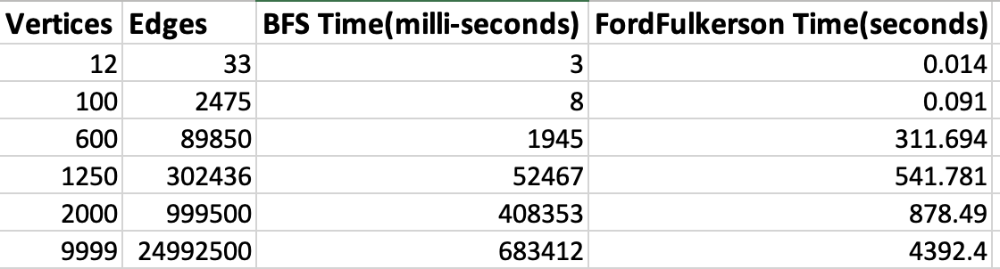 Vertices Edges BFS Time(milli-seconds) FordFulkerson Time(seconds)
12 33 3 0.014
100 2475 8 0.091
600 89850 1945 311.694
1250 302436 52467 541.781
2000 999500 408353 878.49
9999 24992500 683412 4392.4